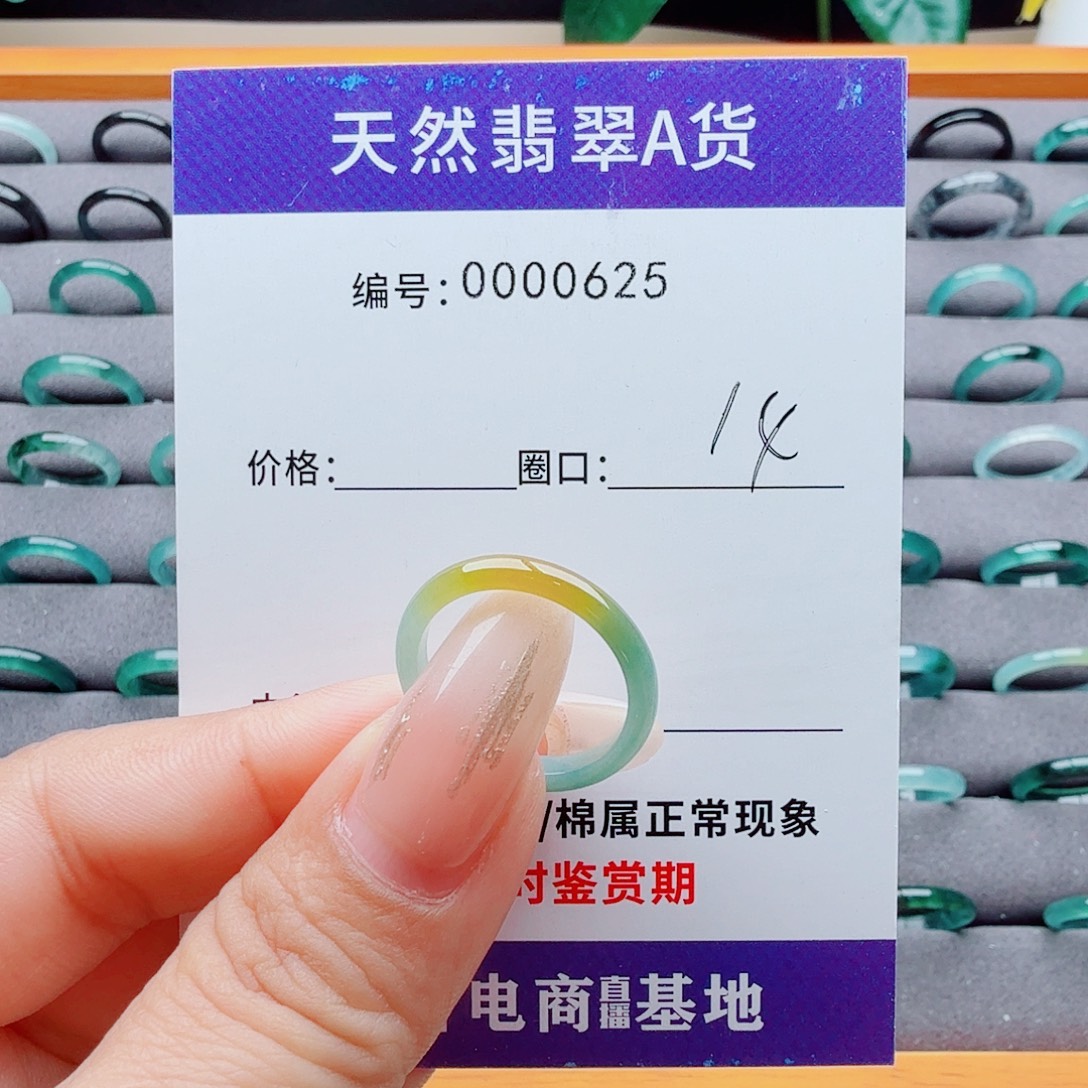 天然翡翠A货
编号：0000625
价格： 圈口： 14
/棉属正常现象
时鉴赏期
电商直播基地